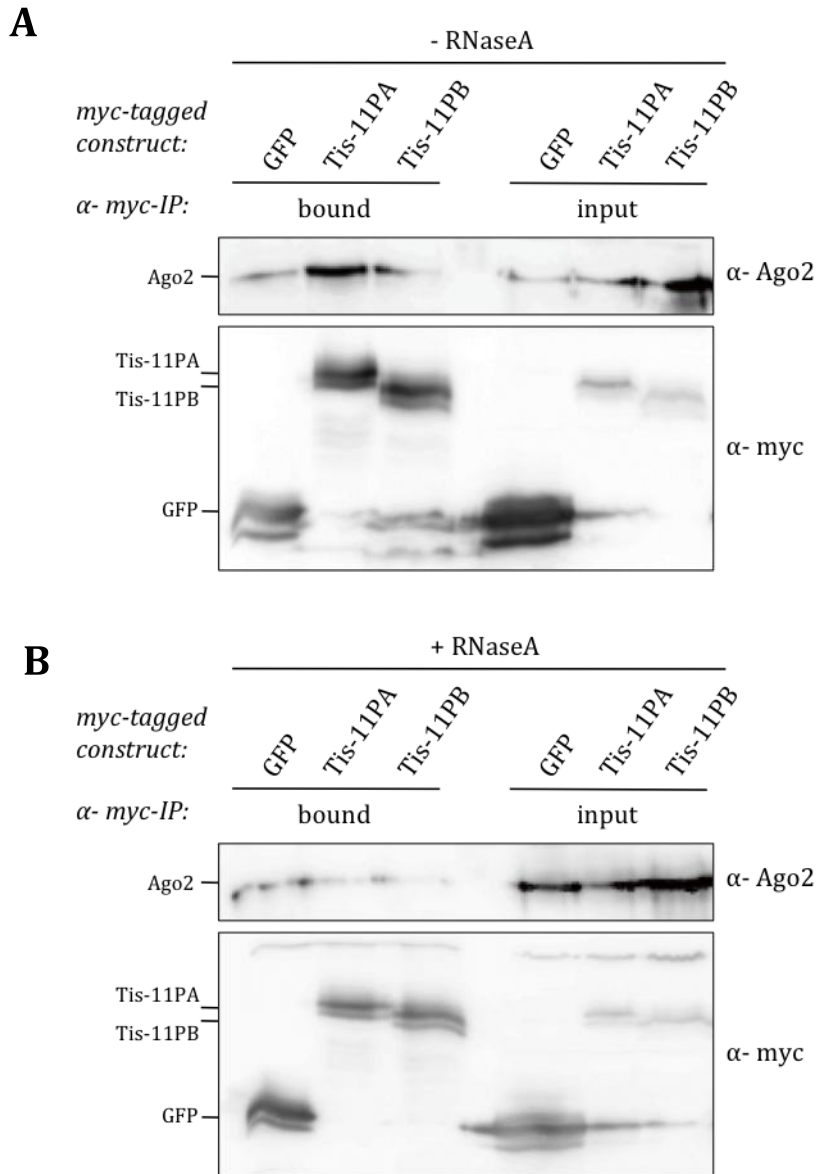 A
- RNaseA
myc-tagged
construct:
GFP
Tis-11PA
Tis-11PB
GFP
Tis-11PA
Tis-11PB
α- myc-IP:
bound
input
Ago2
α- Ago2
Tis-11PA
Tis-11PB
α- myc
GFP
B
+ RNaseA
myc-tagged
construct:
GFP
Tis-11PA
Tis-11PB
GFP
Tis-11PA
Tis-11PB
α- myc-IP:
bound
input
Ago2
α- Ago2
Tis-11PA
Tis-11PB
α- myc
GFP